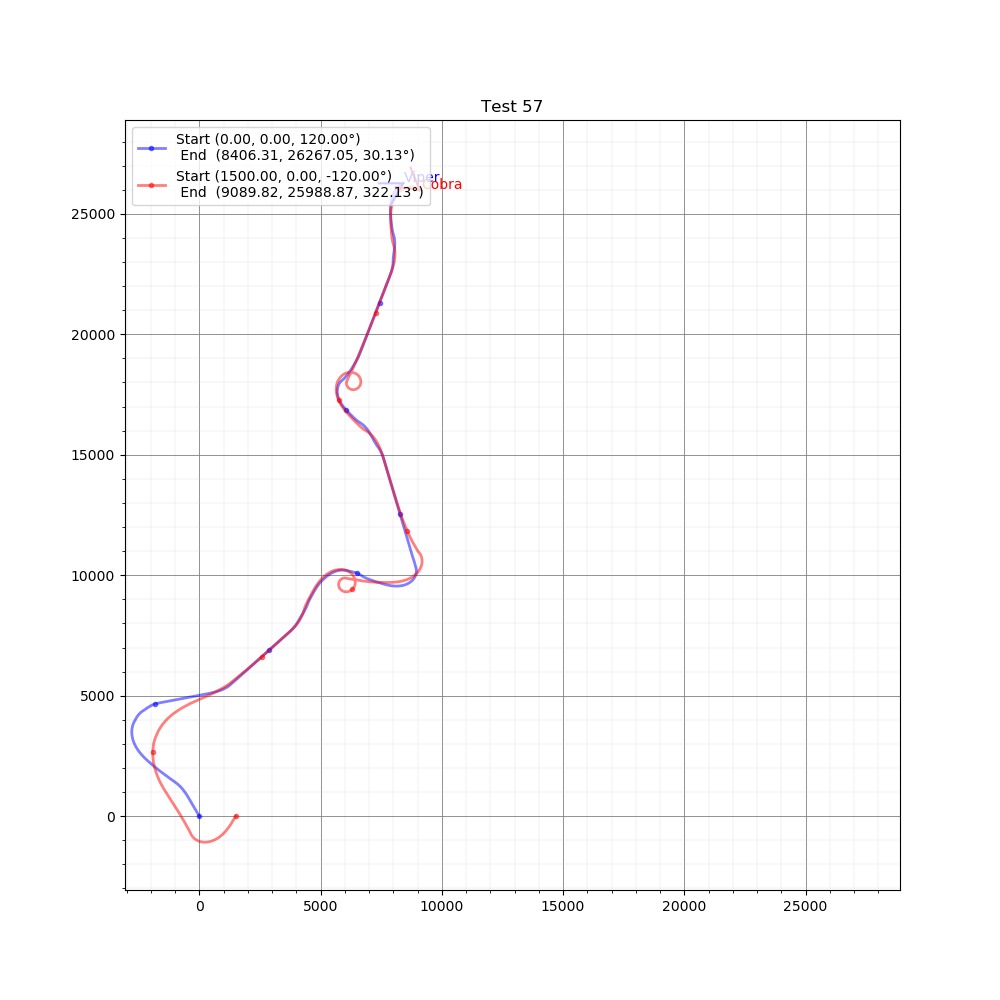 Test 57
Start (0.00, 0.00, 120.00°)
End (8406.31, 26267.05, 30.13°)
Start (1500.00, 0.00, -120.00°)
End (9089.82, 25988.87, 322.13°)
Viper
Cobra
25000
20000
15000
10000
5000
0
0 5000 10000 15000 20000 25000